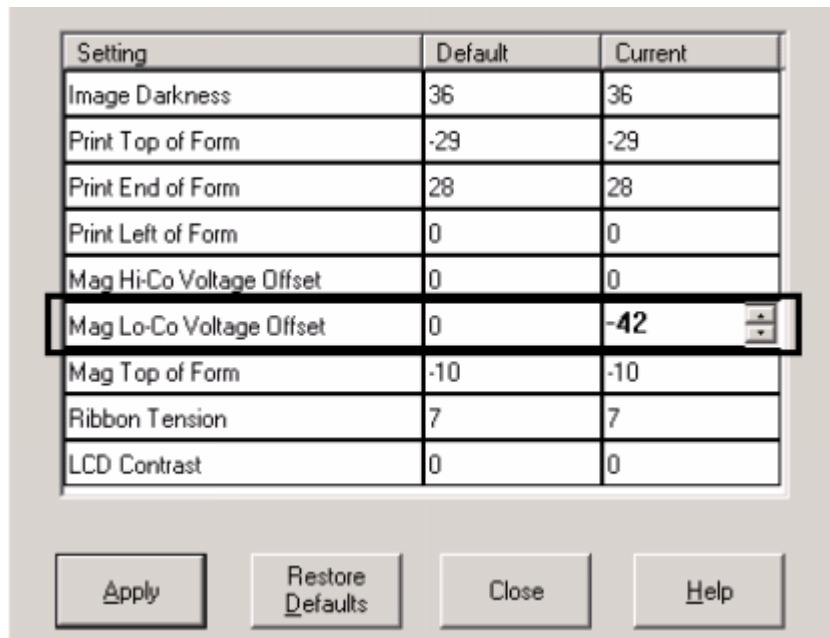 Setting Default Current
Image Darkness 36 36
Print Top of Form -29 -29
Print End of Form 28 28
Print Left of Form 0 0
Mag Hi-Co Voltage Offset 0 0
Mag Lo-Co Voltage Offset 0 -42
Mag Top of Form -10 -10
Ribbon Tension 7 7
LCD Contrast 0 0
Apply
Restore
Defaults
Close
Help